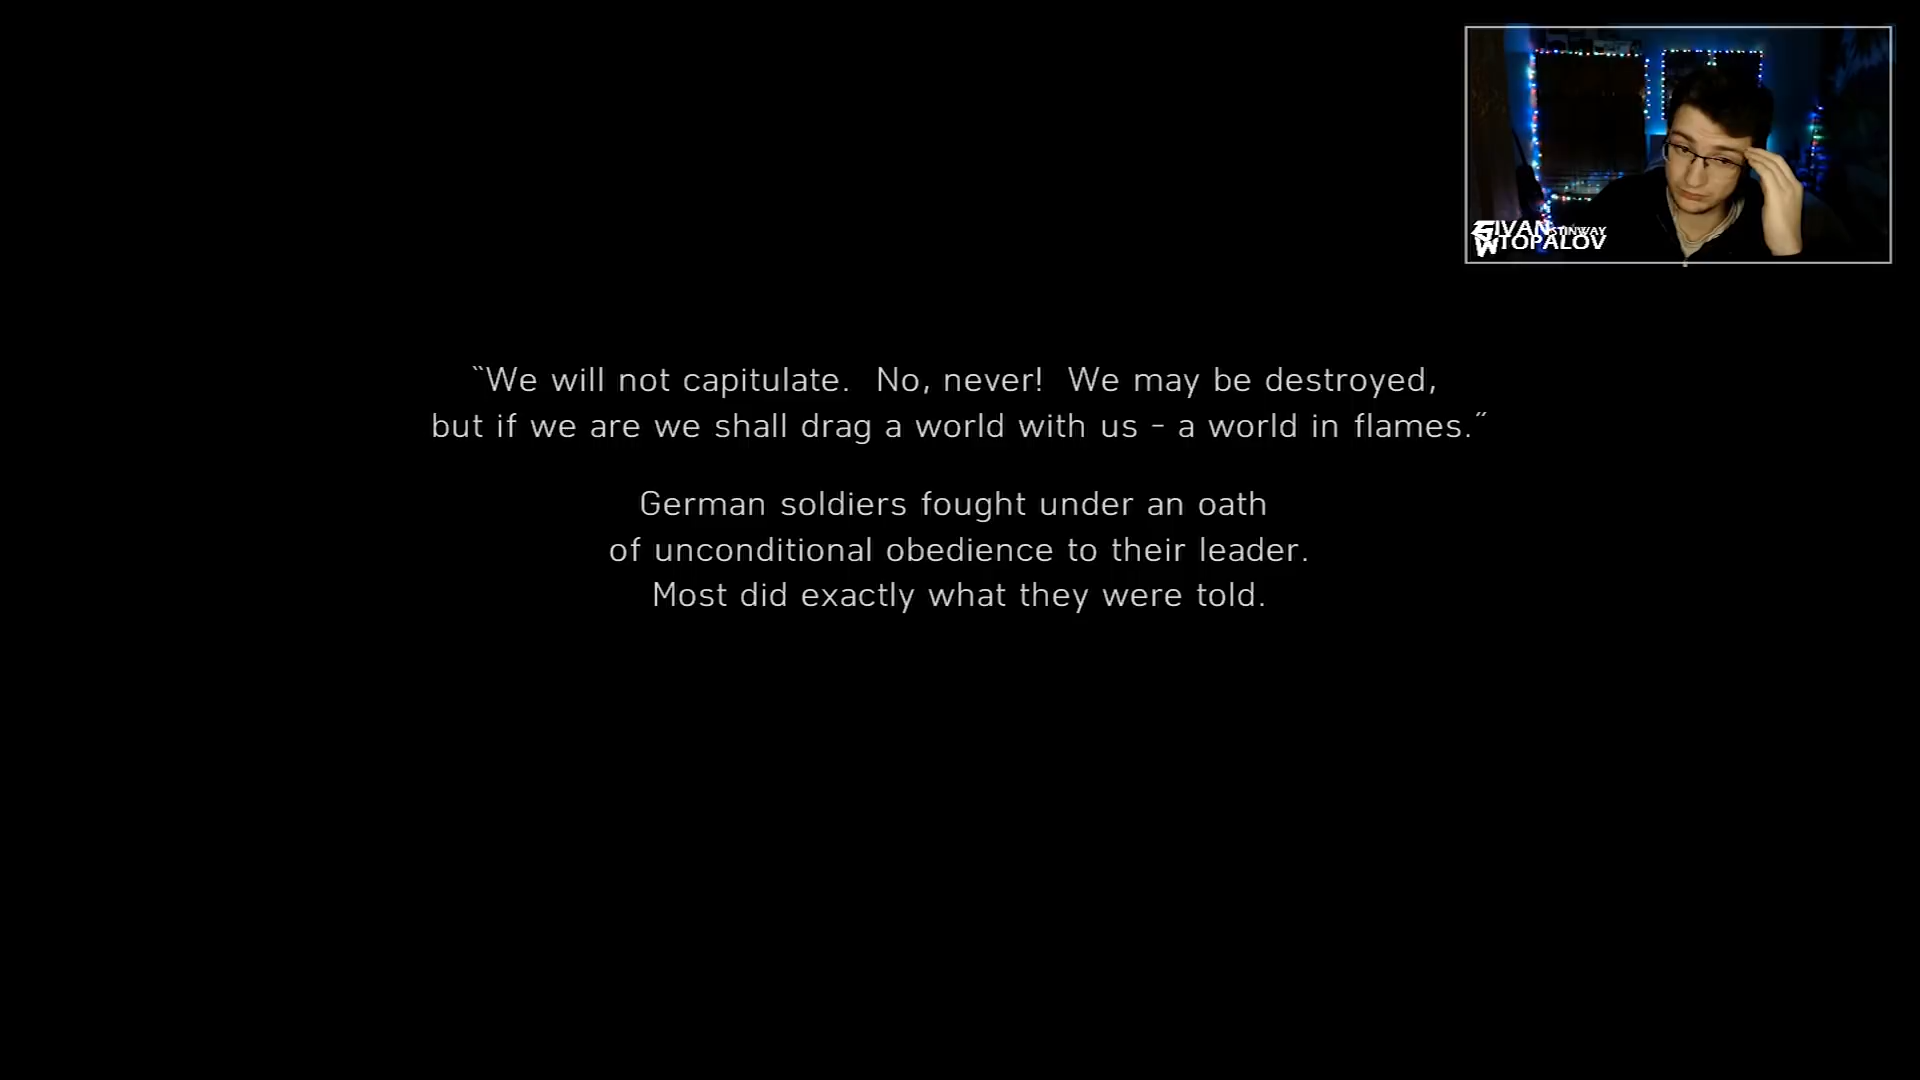 IVAN STINWAY
TOPALOV
“We will not capitulate. No, never! We may be destroyed,
but if we are we shall drag a world with us - a world in flames.”
German soldiers fought under an oath
of unconditional obedience to their leader.
Most did exactly what they were told.